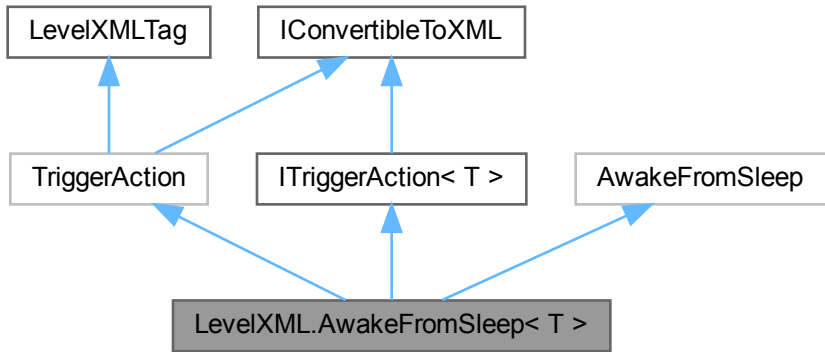 LevelXMLTag
IConvertibleToXML
TriggerAction
ITriggerAction< T >
AwakeFromSleep
LevelXML.AwakeFromSleep< T >